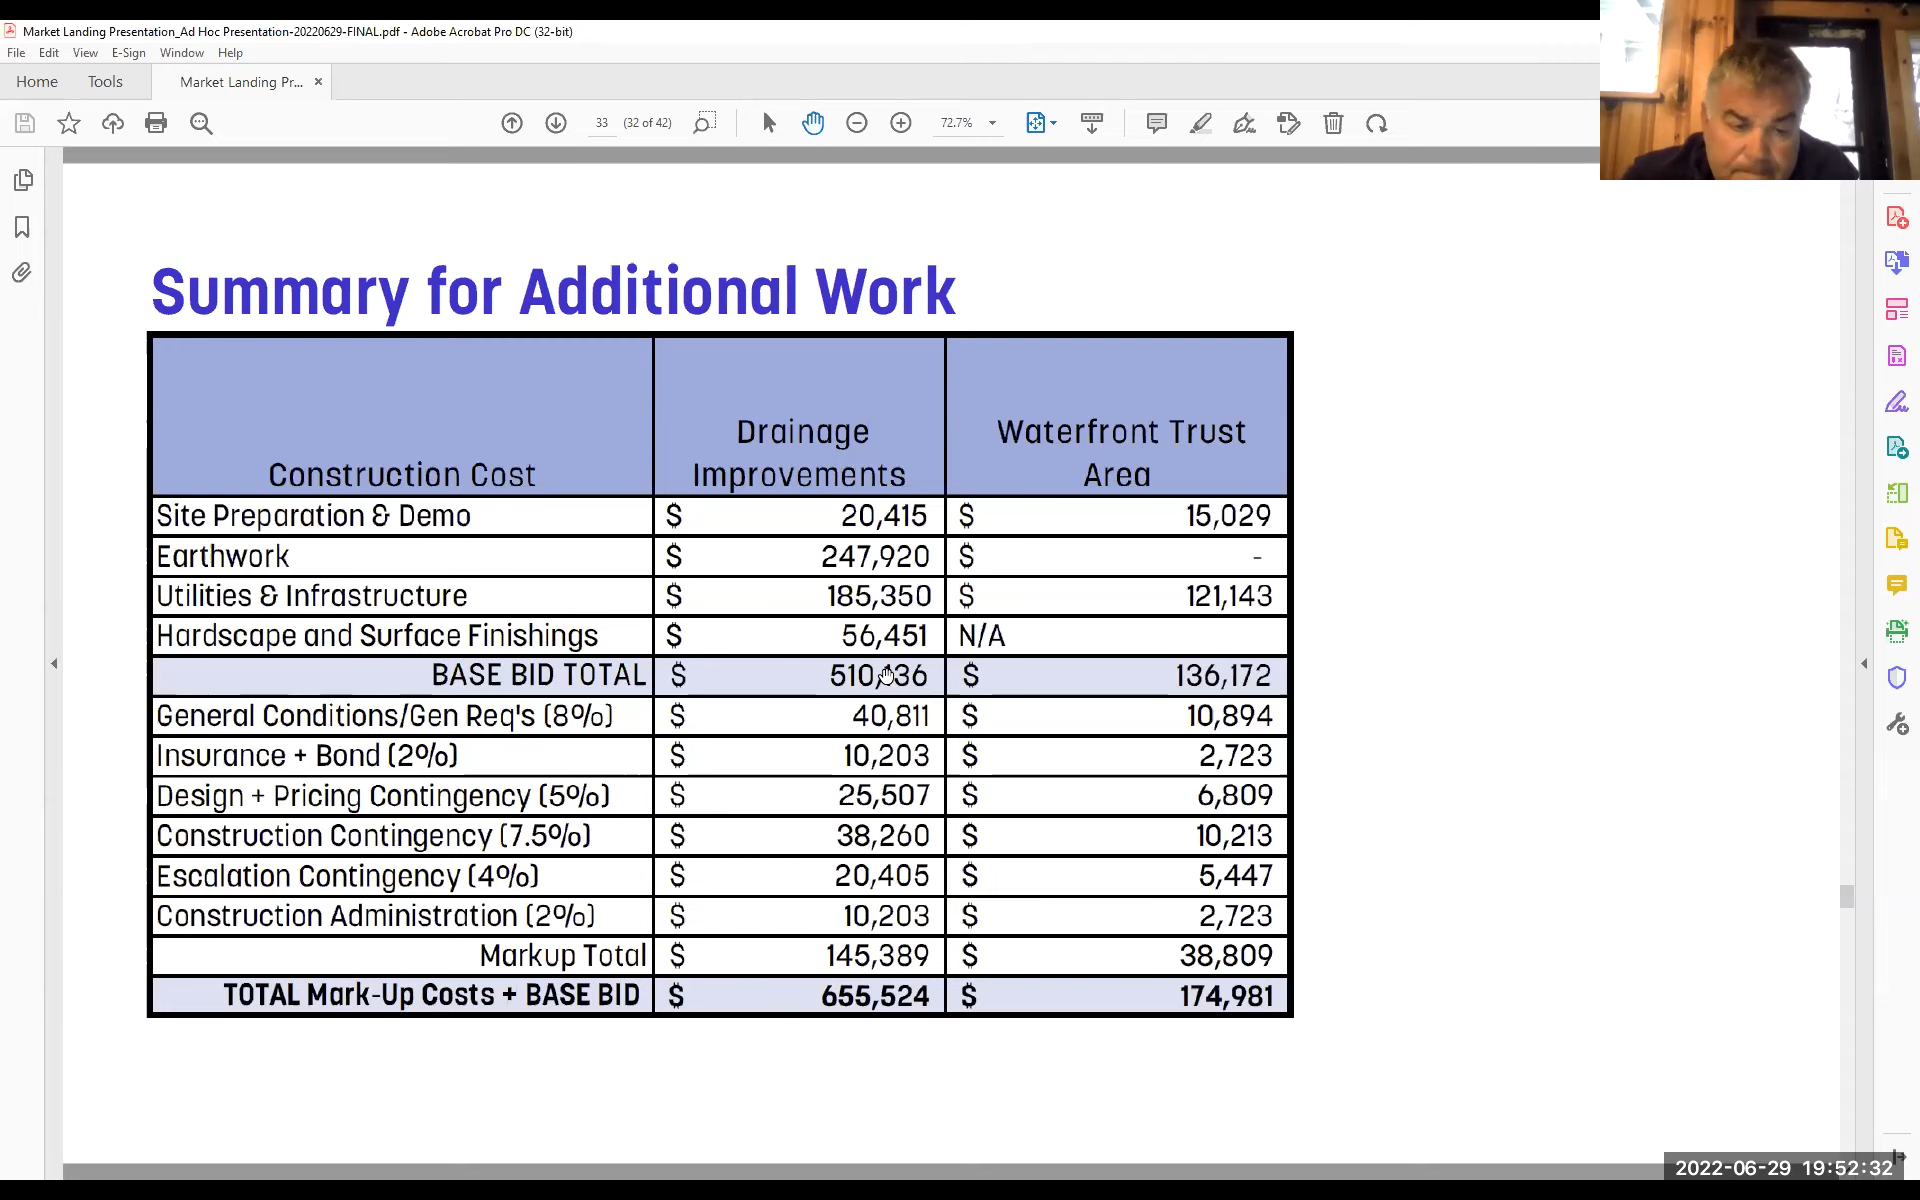 Market Landing Presentation_Ad Hoc Presentation-20220629-FINAL.pdf - Adobe Acrobat Pro DC (32-bit)
File Edit View E-Sign Window Help
Home Tools Market Landing Pr... ×
33 (32 of 42) 72.7%
Summary for Additional Work
Construction Cost Drainage Improvements Waterfront Trust Area
Site Preparation & Demo $ 20,415 $ 15,029
Earthwork $ 247,920 $ -
Utilities & Infrastructure $ 185,350 $ 121,143
Hardscape and Surface Finishings $ 56,451 N/A
BASE BID TOTAL $ 510,136 $ 136,172
General Conditions/Gen Req's (8%) $ 40,811 $ 10,894
Insurance + Bond (2%) $ 10,203 $ 2,723
Design + Pricing Contingency (5%) $ 25,507 $ 6,809
Construction Contingency (7.5%) $ 38,260 $ 10,213
Escalation Contingency (4%) $ 20,405 $ 5,447
Construction Administration (2%) $ 10,203 $ 2,723
Markup Total $ 145,389 $ 38,809
TOTAL Mark-Up Costs + BASE BID $ 655,524 $ 174,981
2022-06-29 19:52:32